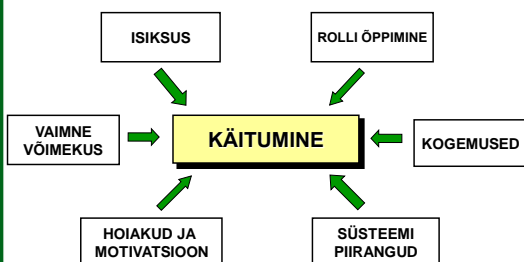 ISIKSUS
ROLLI ÕPPIMINE
VAIMNE
VÕIMEKUS
KÄITUMINE
KOGEMUSED
HOIAKUD JA
MOTIVATSIOON
SÜSTEEMI
PIIRANGUD